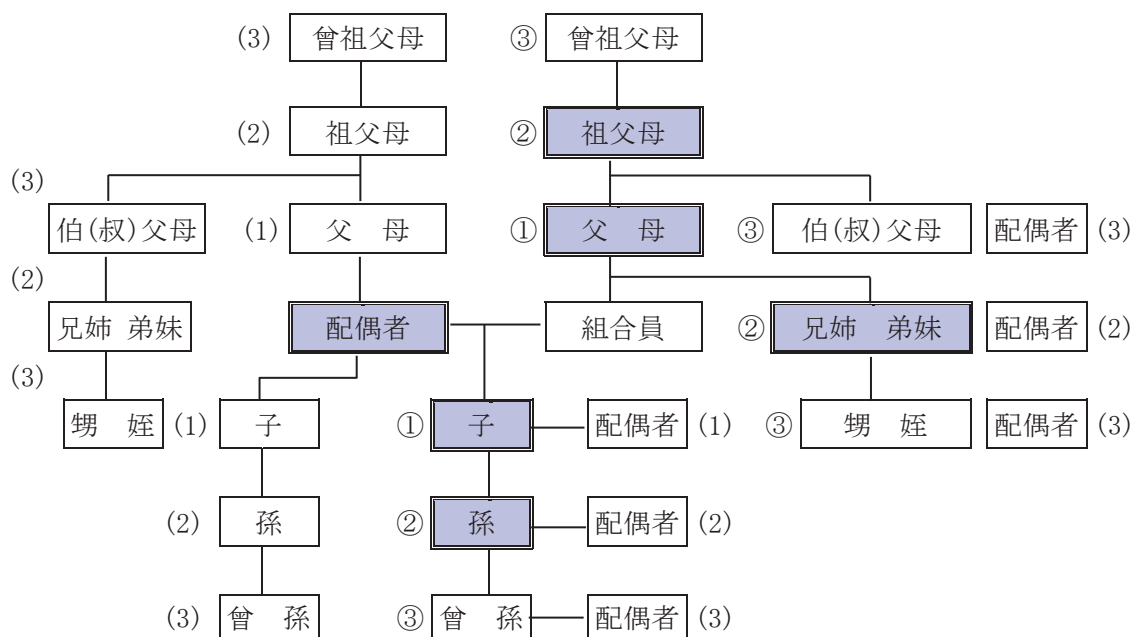 (3) 曾祖父母 ③ 曾祖父母
(2) 祖父母 ② 祖父母
(3)
伯(叔)父母 (1) 父 母 ① 父 母 ③ 伯(叔)父母 配偶者 (3)
(2)
兄姉 弟妹 配偶者 組合員 ② 兄姉 弟妹 配偶者 (2)
(3)
甥 姪 (1) 子 ① 子 配偶者 (1) ③ 甥 姪 配偶者 (3)
(2) 孫 ② 孫 配偶者 (2)
(3) 曾 孫 ③ 曾 孫 配偶者 (3)